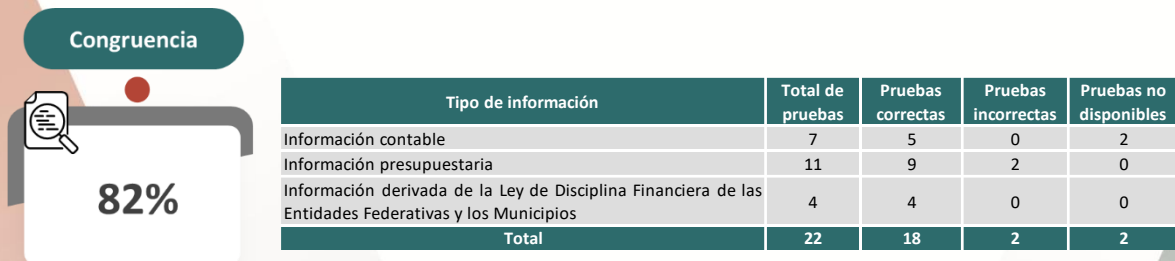 Congruencia
82%
Tipo de información
Total de
pruebas
Pruebas
correctas
Pruebas
incorrectas
Pruebas no
disponibles
Información contable 7 5 0 2
Información presupuestaria 11 9 2 0
Información derivada de la Ley de Disciplina Financiera de las
Entidades Federativas y los Municipios 4 4 0 0
Total 22 18 2 2